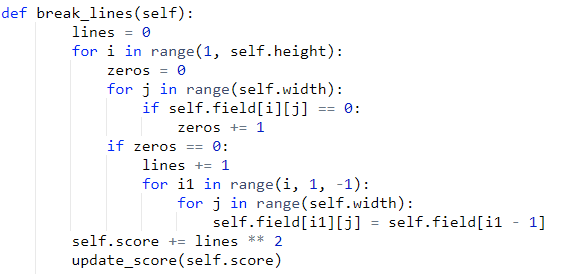 def break_lines(self):
        lines = 0
        for i in range(1, self.height):
            zeros = 0
            for j in range(self.width):
                if self.field[i][j] == 0:
                    zeros += 1
            if zeros == 0:
                lines += 1
                for i1 in range(i, 1, -1):
                    for j in range(self.width):
                        self.field[i1][j] = self.field[i1 - 1]
        self.score += lines ** 2
        update_score(self.score)